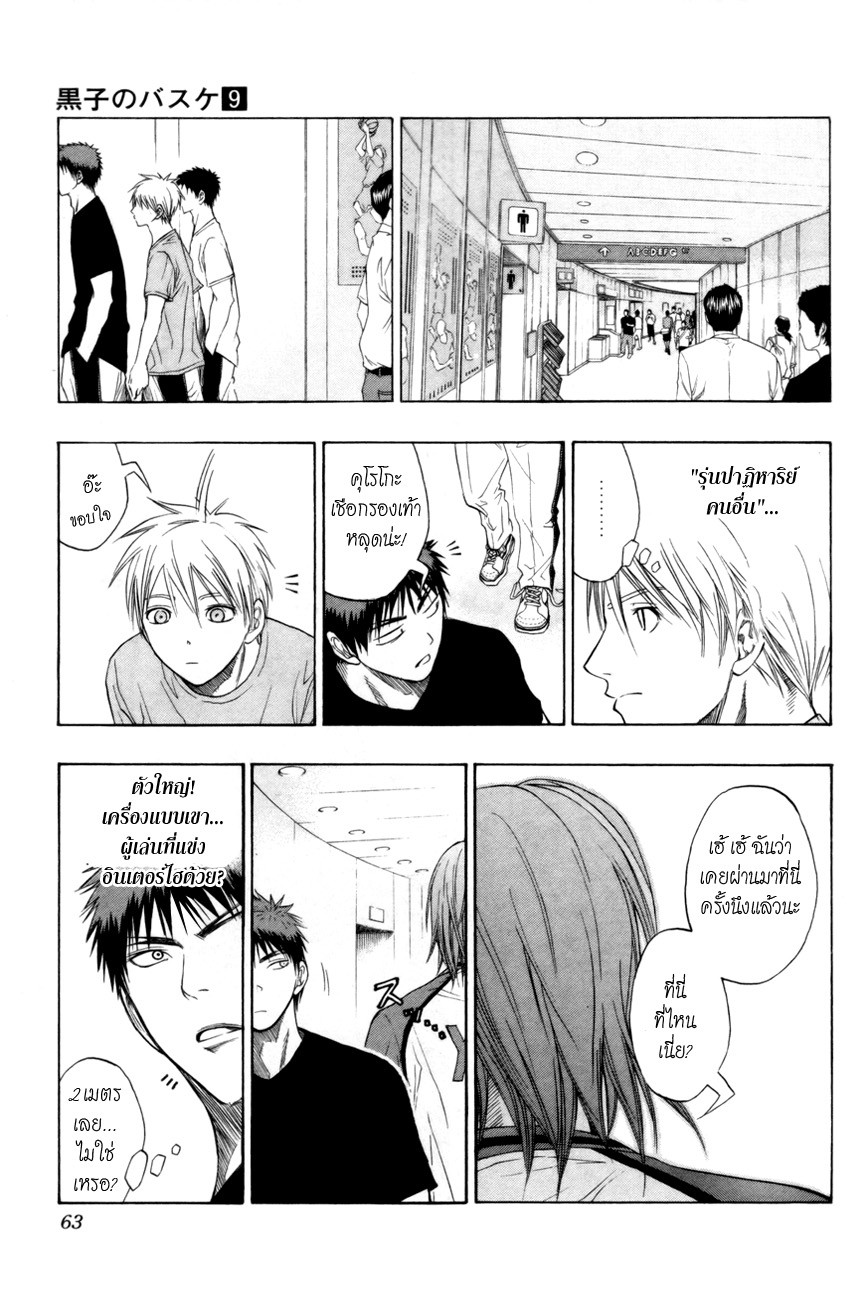 黒子のバスケ9
ABCDEFG
"รุ่นปาฏิหาริย์
คนอื่น"...
คุโรโกะ
เชือกรองเท้า
หลุดน่ะ!
อ๊ะ
ขอบใจ
เฮ้ เฮ้ ฉันว่า
เคยผ่านมาที่นี่
ครั้งนึงแล้วนะ
ที่นี่
ที่ไหน
เนี่ย?
ズッ
Y
ตัวใหญ่!
เครื่องแบบเขา...
ผู้เล่นที่แข่ง
อินเตอร์ไฮด้วย?
2 เมตร
เลย...
ไม่ใช่
เหรอ?
63